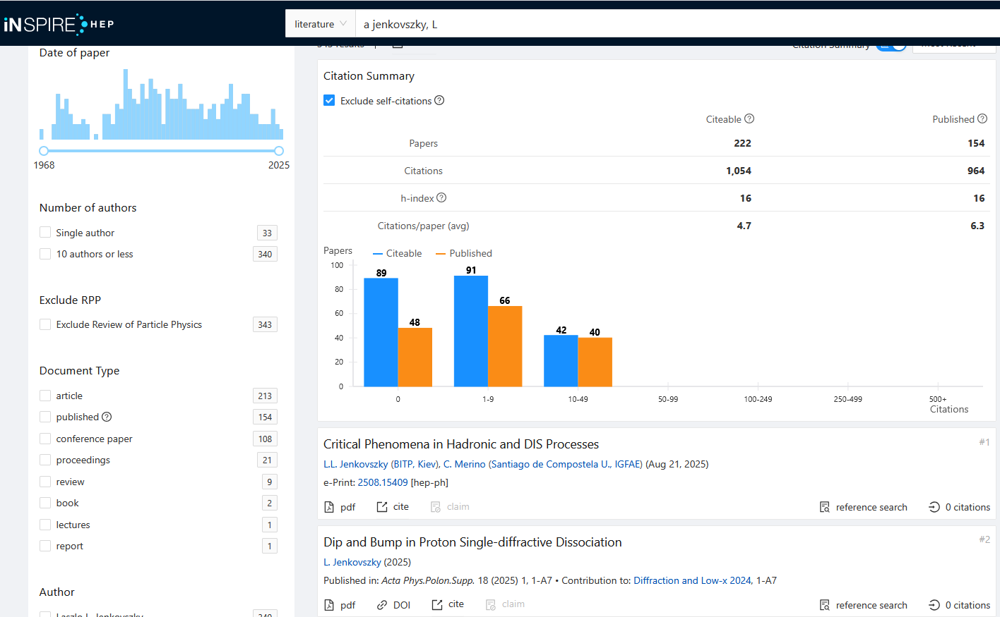 iNSPIRE HEP
literature
a jenkovszky, L
Date of paper
1968
2025
Number of authors
Single author 33
10 authors or less 340
Exclude RPP
Exclude Review of Particle Physics 343
Document Type
article 213
published 154
conference paper 108
proceedings 21
review 9
book 2
lectures 1
report 1
Author
Laszlo L. Jenkovszky 340
343 results
Citation Summary
Most Recent
Citation Summary
Exclude self-citations
Citeable Published
Papers 222 154
Citations 1,054 964
h-index 16 16
Citations/paper (avg) 4.7 6.3
Papers
Citeable Published
100
80
60
40
20
0
89
48
91
66
42
40
0 1-9 10-49 50-99 100-249 250-499 500+
Citations
Critical Phenomena in Hadronic and DIS Processes #1
L.L. Jenkovszky (BITP, Kiev), C. Merino (Santiago de Compostela U., IGFAE) (Aug 21, 2025)
e-Print: 2508.15409 [hep-ph]
pdf cite claim reference search 0 citations
Dip and Bump in Proton Single-diffractive Dissociation #2
L. Jenkovszky (2025)
Published in: Acta Phys.Polon.Supp. 18 (2025) 1, 1-A7 • Contribution to: Diffraction and Low-x 2024, 1-A7
pdf DOI cite claim reference search 0 citations